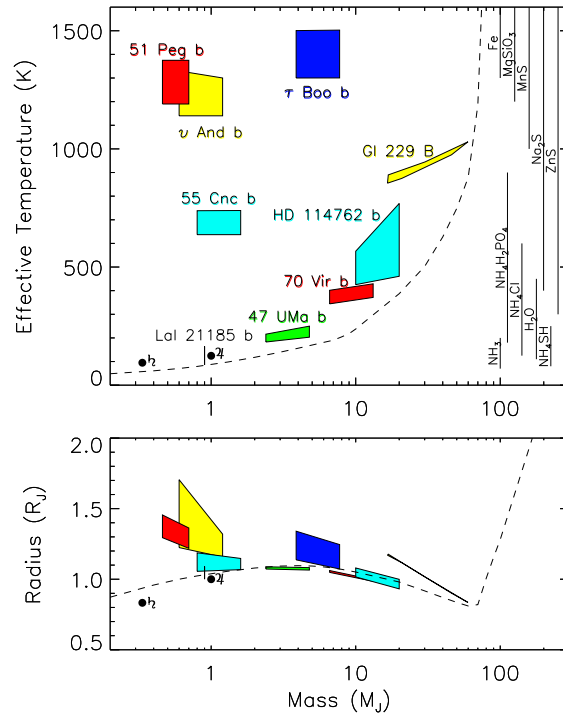 1500
1000
500
0
Effective Temperature (K)
51 Peg b
υ And b
τ Boo b
Gl 229 B
55 Cnc b
HD 114762 b
70 Vir b
47 UMa b
Lal 21185 b
♄
♃
Fe
MgSiO₃
MnS
Na₂S
ZnS
NH₄H₂PO₄
NH₄Cl
H₂O
NH₃
NH₄SH
1
10
100
2.0
1.5
1.0
0.5
Radius (R_J)
♄
♃
1
10
100
Mass (M_J)